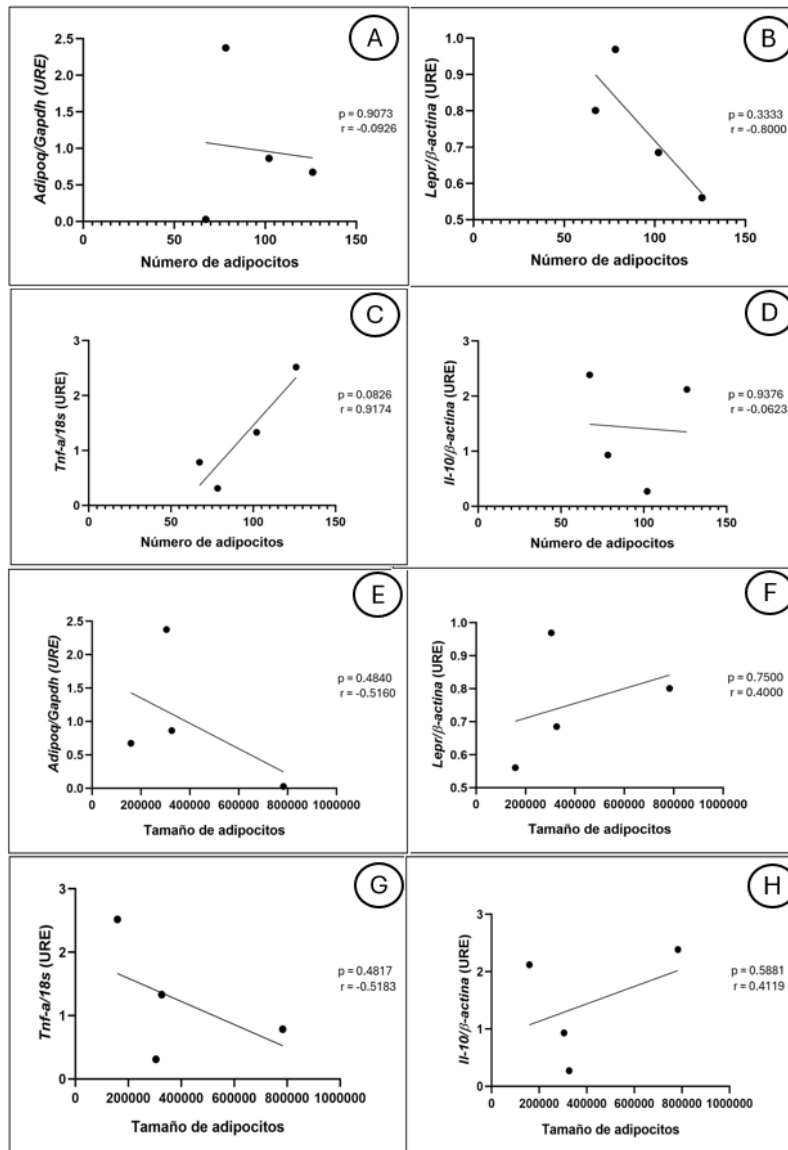 A
Adipoq/Gapdh (URE)
2.5
2.0
1.5
1.0
0.5
0.0
0
50
100
150
Número de adipocitos
p = 0.9073
r = -0.0926
B
Lepr/β-actina (URE)
1.0
0.9
0.8
0.7
0.6
0.5
0
50
100
150
Número de adipocitos
p = 0.3333
r = -0.8000
C
Tnf-a/18s (URE)
3
2
1
0
0
50
100
150
Número de adipocitos
p = 0.0826
r = 0.9174
D
Il-10/β-actina (URE)
3
2
1
0
0
50
100
150
Número de adipocitos
p = 0.9376
r = -0.0623
E
Adipoq/Gapdh (URE)
2.5
2.0
1.5
1.0
0.5
0.0
0
200000
400000
600000
800000
1000000
Tamaño de adipocitos
p = 0.4840
r = -0.5160
F
Lepr/β-actina (URE)
1.0
0.9
0.8
0.7
0.6
0.5
0
200000
400000
600000
800000
1000000
Tamaño de adipocitos
p = 0.7500
r = 0.4000
G
Tnf-a/18s (URE)
3
2
1
0
0
200000
400000
600000
800000
1000000
Tamaño de adipocitos
p = 0.4817
r = -0.5183
H
Il-10/β-actina (URE)
3
2
1
0
0
200000
400000
600000
800000
1000000
Tamaño de adipocitos
p = 0.5881
r = 0.4119